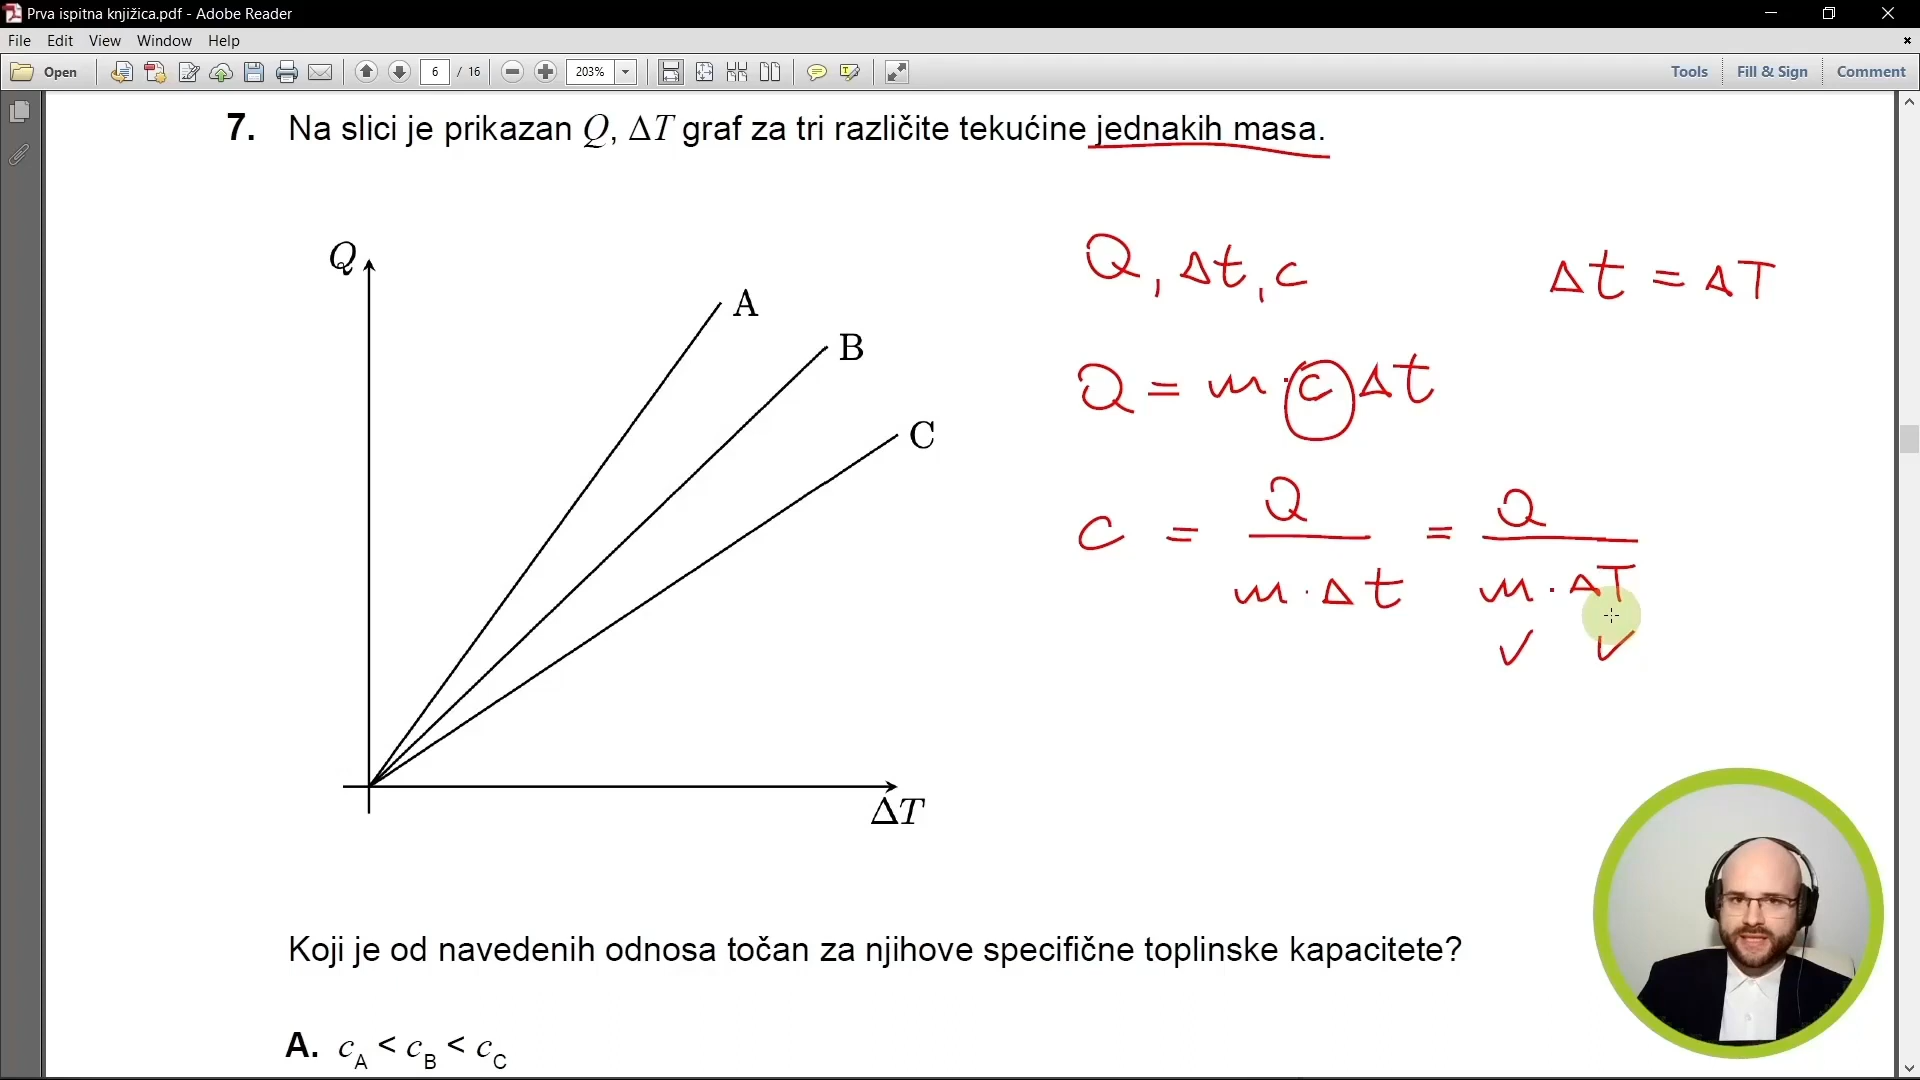 Prva ispitna knjižica.pdf - Adobe Reader
File Edit View Window Help
Open 6 / 16 203% Tools Fill & Sign Comment
7. Na slici je prikazan Q, ΔT graf za tri različite tekućine jednakih masa.
Q
A
B
C
ΔT
Q, Δt, c
Δt = ΔT
Q = m · c Δt
c = Q / m · Δt = Q / m · ΔT
✓ ✓
Koji je od navedenih odnosa točan za njihove specifične toplinske kapacitete?
A. c_A < c_B < c_C